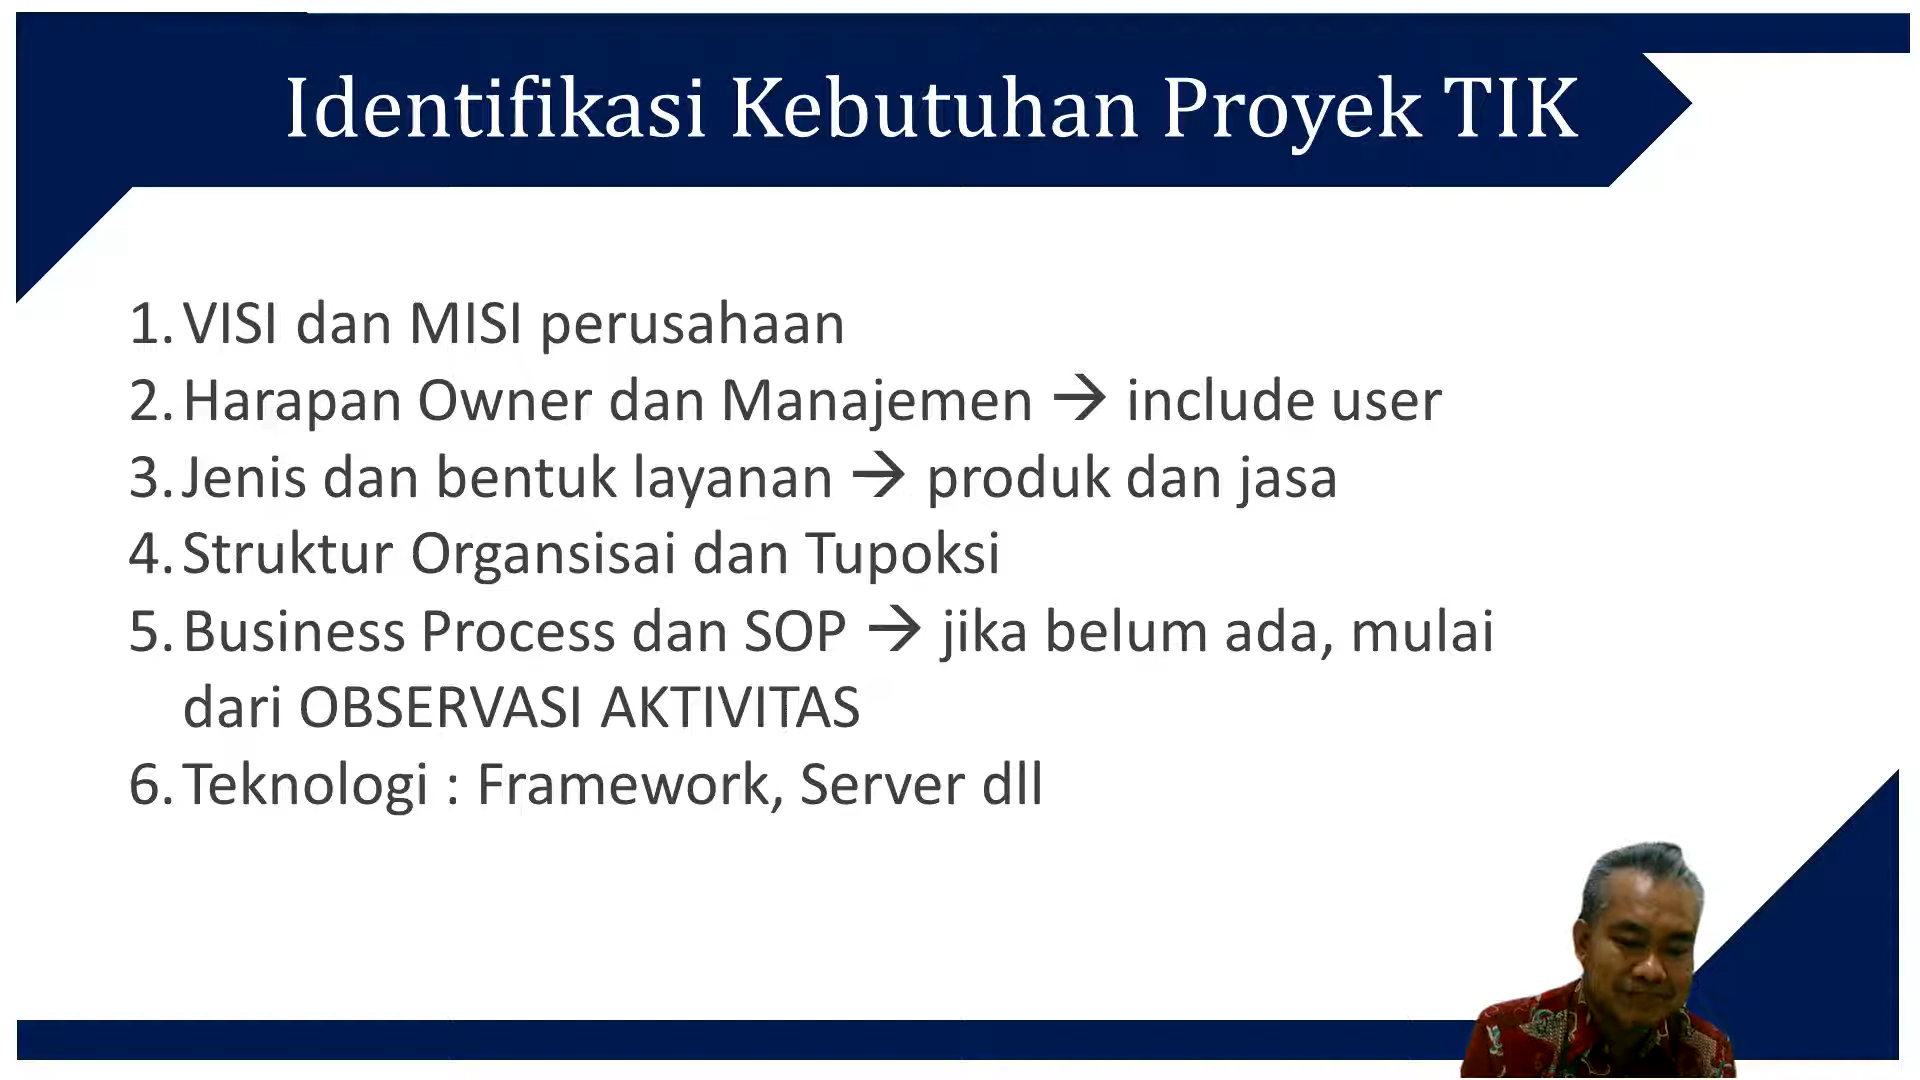 Identifikasi Kebutuhan Proyek TIK
1. VISI dan MISI perusahaan
2. Harapan Owner dan Manajemen → include user
3. Jenis dan bentuk layanan → produk dan jasa
4. Struktur Organsisai dan Tupoksi
5. Business Process dan SOP → jika belum ada, mulai
dari OBSERVASI AKTIVITAS
6. Teknologi : Framework, Server dll